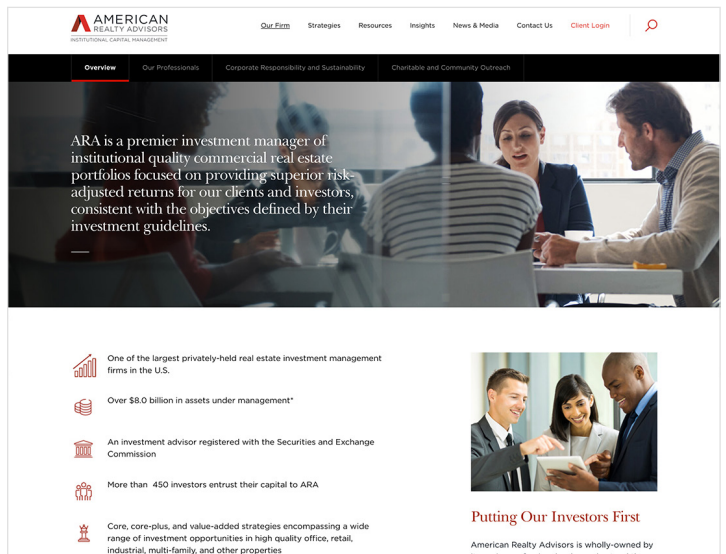 AMERICAN
REALTY ADVISORS
INSTITUTIONAL CAPITAL MANAGEMENT
Our Firm Strategies Resources Insights News & Media Contact Us Client Login
Overview Our Professionals Corporate Responsibility and Sustainability Charitable and Community Outreach
ARA is a premier investment manager of
institutional quality commercial real estate
portfolios focused on providing superior risk-
adjusted returns for our clients and investors,
consistent with the objectives defined by their
investment guidelines.
One of the largest privately-held real estate investment management
firms in the U.S.
Over $8.0 billion in assets under management*
An investment advisor registered with the Securities and Exchange
Commission
More than 450 investors entrust their capital to ARA
Core, core-plus, and value-added strategies encompassing a wide
range of investment opportunities in high quality office, retail,
industrial, multi-family, and other properties
Putting Our Investors First
American Realty Advisors is wholly-owned by